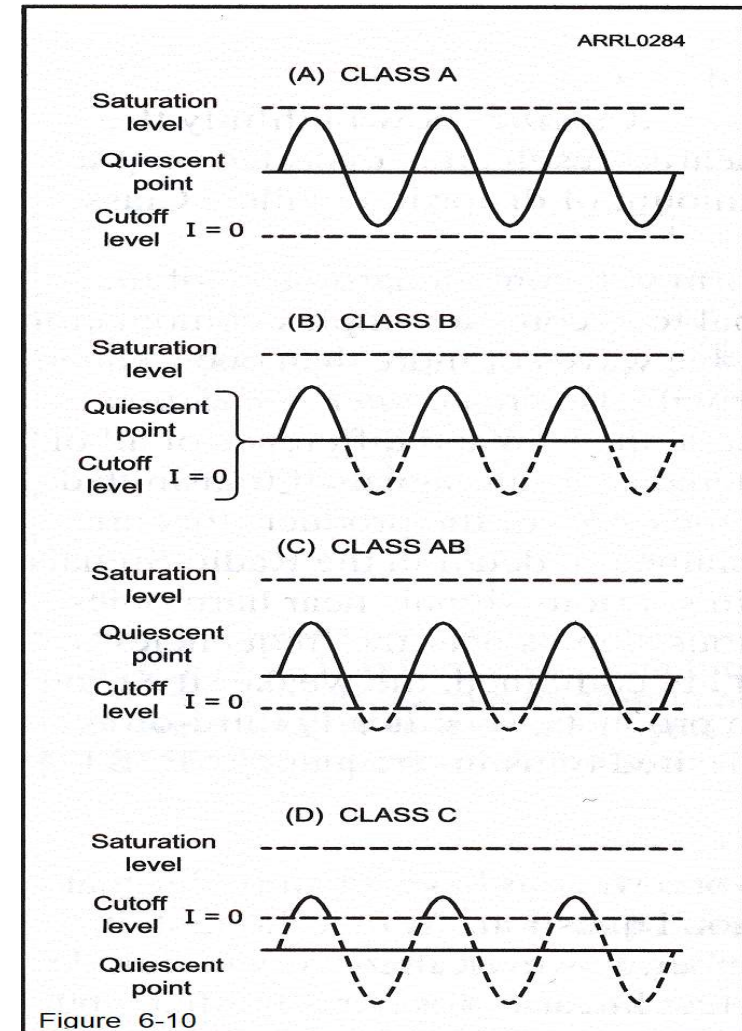 ARRL0284
(A) CLASS A
Saturation
level
Quiescent
point
Cutoff
level I = 0
(B) CLASS B
Saturation
level
Quiescent
point
Cutoff
level I = 0
(C) CLASS AB
Saturation
level
Quiescent
point
Cutoff
level I = 0
(D) CLASS C
Saturation
level
Cutoff
level I = 0
Quiescent
point
Figure 6-10